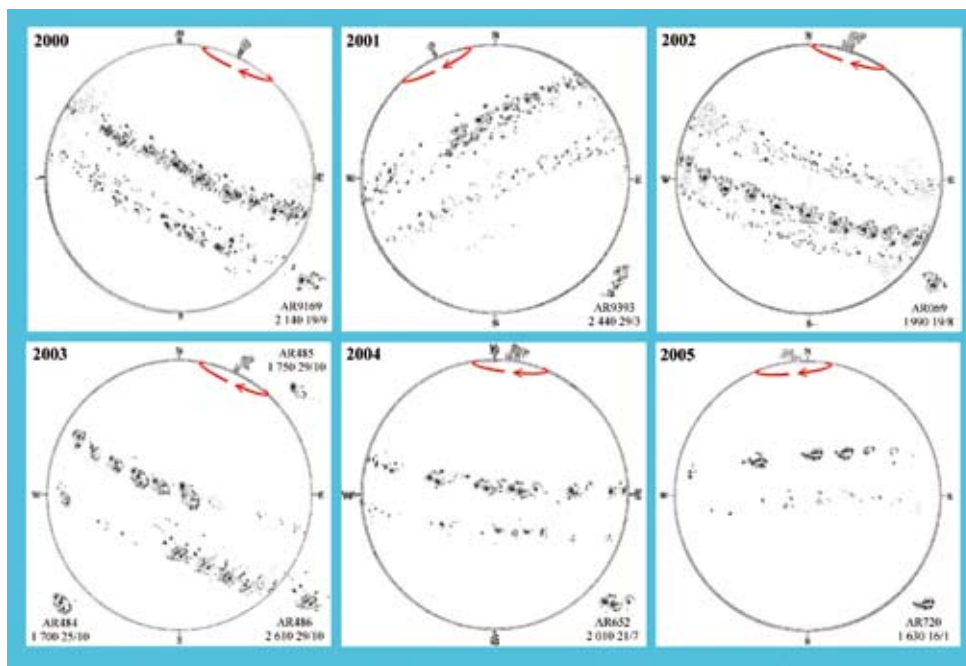 2000
2001
2002
N
N
E
E
W
E
S
S
AR9169
2 140 19/9
AR9393
2 440 29/3
AR069
1 990 19/8
2003
AR485
1 750 29/10
2004
2005
N
W
E
W
E
W
E
AR484
1 700 25/10
S
AR486
2 610 29/10
AR652
2 010 21/7
AR720
1 630 16/1